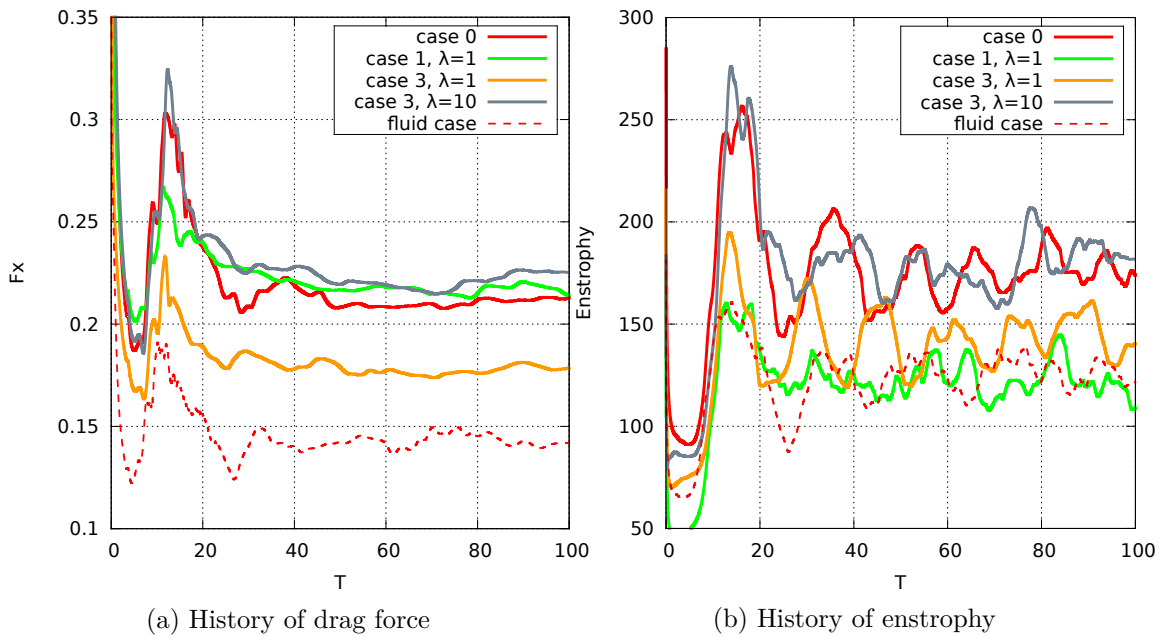 0.35
0.3
0.25
0.2
0.15
0.1
Fx
0
20
40
60
80
100
T
case 0
case 1, λ=1
case 3, λ=1
case 3, λ=10
fluid case
(a) History of drag force
300
250
200
150
100
50
Enstrophy
0
20
40
60
80
100
T
case 0
case 1, λ=1
case 3, λ=1
case 3, λ=10
fluid case
(b) History of enstrophy